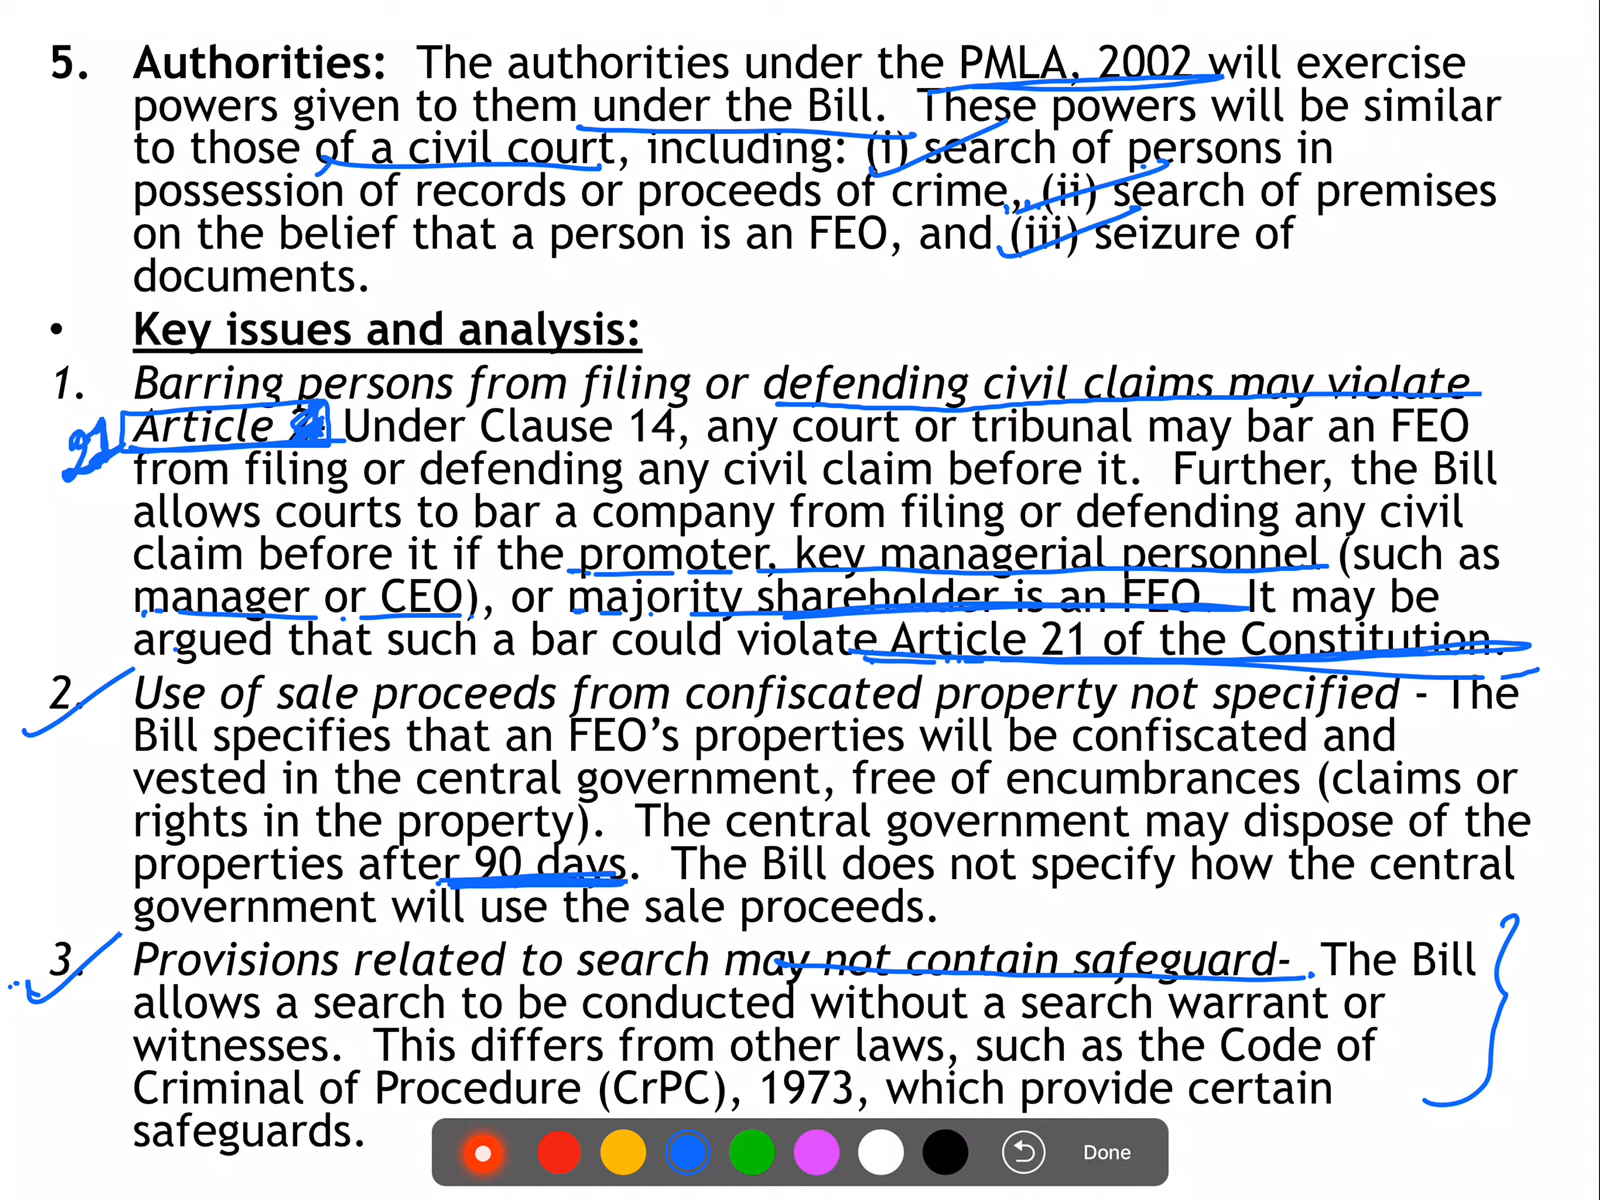 5. Authorities: The authorities under the PMLA, 2002 will exercise
powers given to them under the Bill. These powers will be similar
to those of a civil court, including: (i) search of persons in
possession of records or proceeds of crime, (ii) search of premises
on the belief that a person is an FEO, and (iii) seizure of
documents.
• Key issues and analysis:
1. Barring persons from filing or defending civil claims may violate
21 Article Under Clause 14, any court or tribunal may bar an FEO
from filing or defending any civil claim before it. Further, the Bill
allows courts to bar a company from filing or defending any civil
claim before it if the promoter, key managerial personnel (such as
manager or CEO), or majority shareholder is an FEO. It may be
argued that such a bar could violate Article 21 of the Constitution.
2. Use of sale proceeds from confiscated property not specified - The
Bill specifies that an FEO’s properties will be confiscated and
vested in the central government, free of encumbrances (claims or
rights in the property). The central government may dispose of the
properties after 90 days. The Bill does not specify how the central
government will use the sale proceeds.
3. Provisions related to search may not contain safeguard- The Bill
allows a search to be conducted without a search warrant or
witnesses. This differs from other laws, such as the Code of
Criminal of Procedure (CrPC), 1973, which provide certain
safeguards.
Done